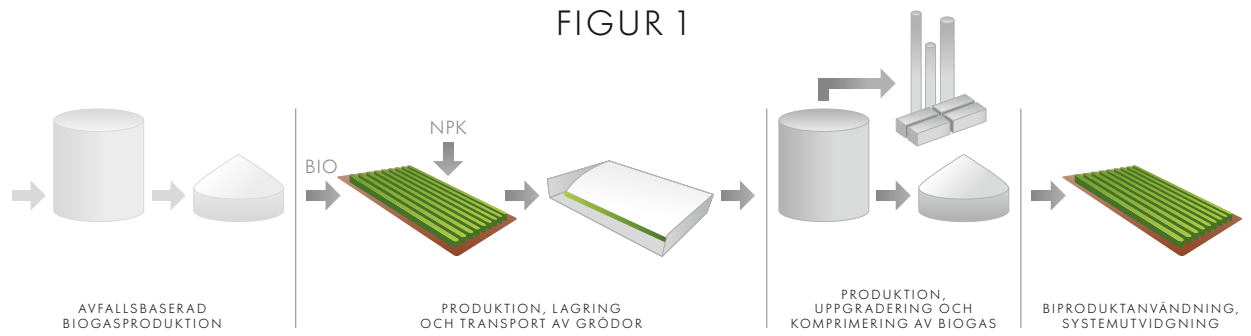 FIGUR 1
NPK
BIO
AVFALLSBASERAD
BIOGASPRODUKTION
PRODUKTION, LAGRING
OCH TRANSPORT AV GRÖDOR
PRODUKTION,
UPPGRADERING OCH
KOMPRIMERING AV BIOGAS
BIPRODUKTANVÄNDNING,
SYSTEMUTVIDGNING